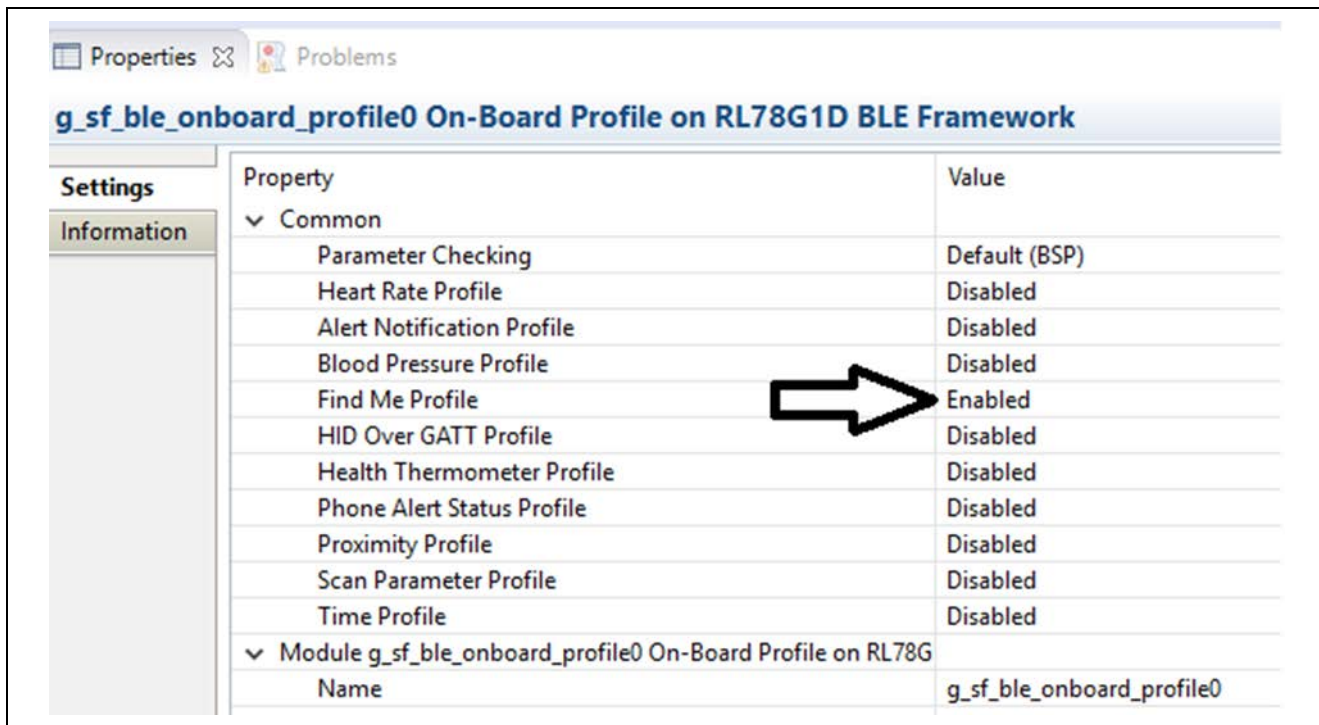 Properties Problems
g_sf_ble_onboard_profile0 On-Board Profile on RL78G1D BLE Framework
Settings
Information
Property Value
Common
Parameter Checking Default (BSP)
Heart Rate Profile Disabled
Alert Notification Profile Disabled
Blood Pressure Profile Disabled
Find Me Profile Enabled
HID Over GATT Profile Disabled
Health Thermometer Profile Disabled
Phone Alert Status Profile Disabled
Proximity Profile Disabled
Scan Parameter Profile Disabled
Time Profile Disabled
Module g_sf_ble_onboard_profile0 On-Board Profile on RL78G
Name g_sf_ble_onboard_profile0